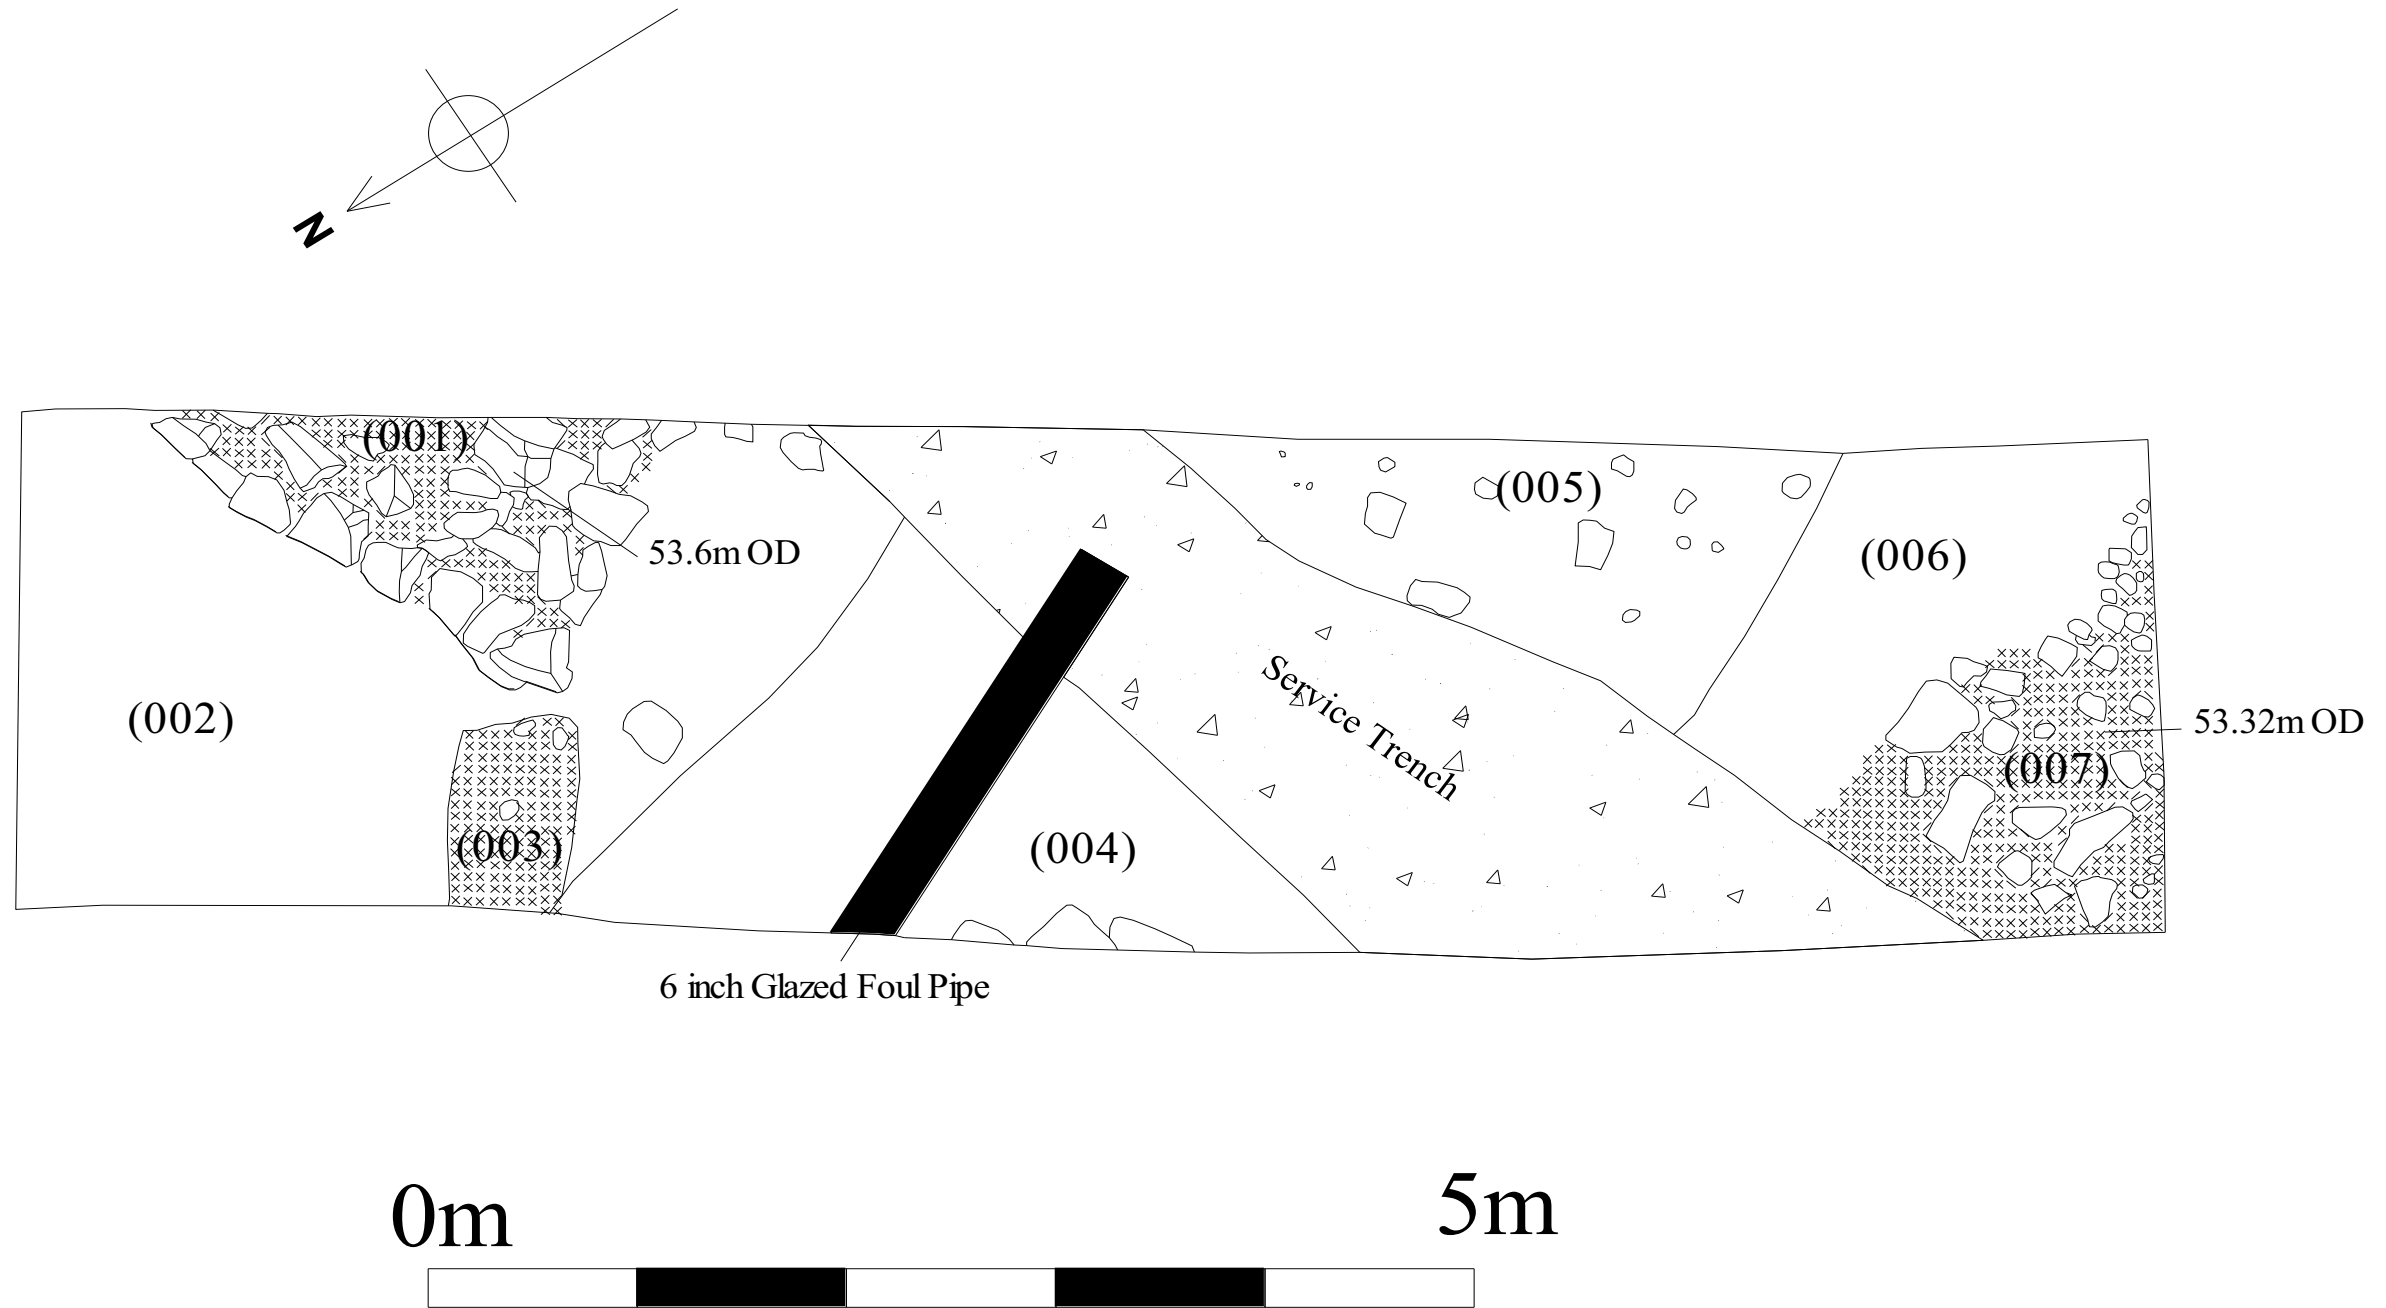 N
(001)
(005)
53.6m OD
(006)
(002)
Service Trench
53.32m OD
(007)
(003)
(004)
6 inch Glazed Foul Pipe
0m
5m